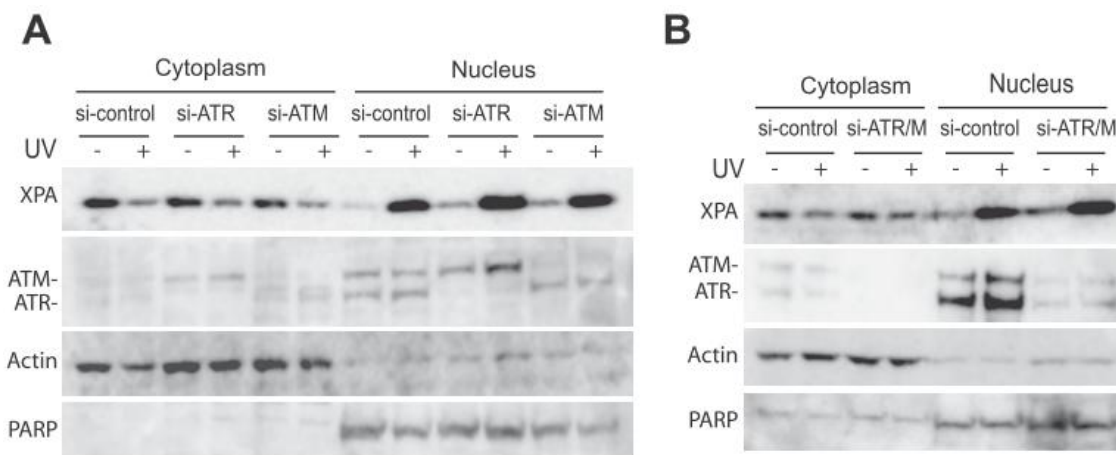 A
Cytoplasm Nucleus
si-control si-ATR si-ATM si-control si-ATR si-ATM
UV - + - + - + - + - + - +
XPA
ATM-
ATR-
Actin
PARP
B
Cytoplasm Nucleus
si-control si-ATR/M si-control si-ATR/M
UV - + - + - + - +
XPA
ATM-
ATR-
Actin
PARP